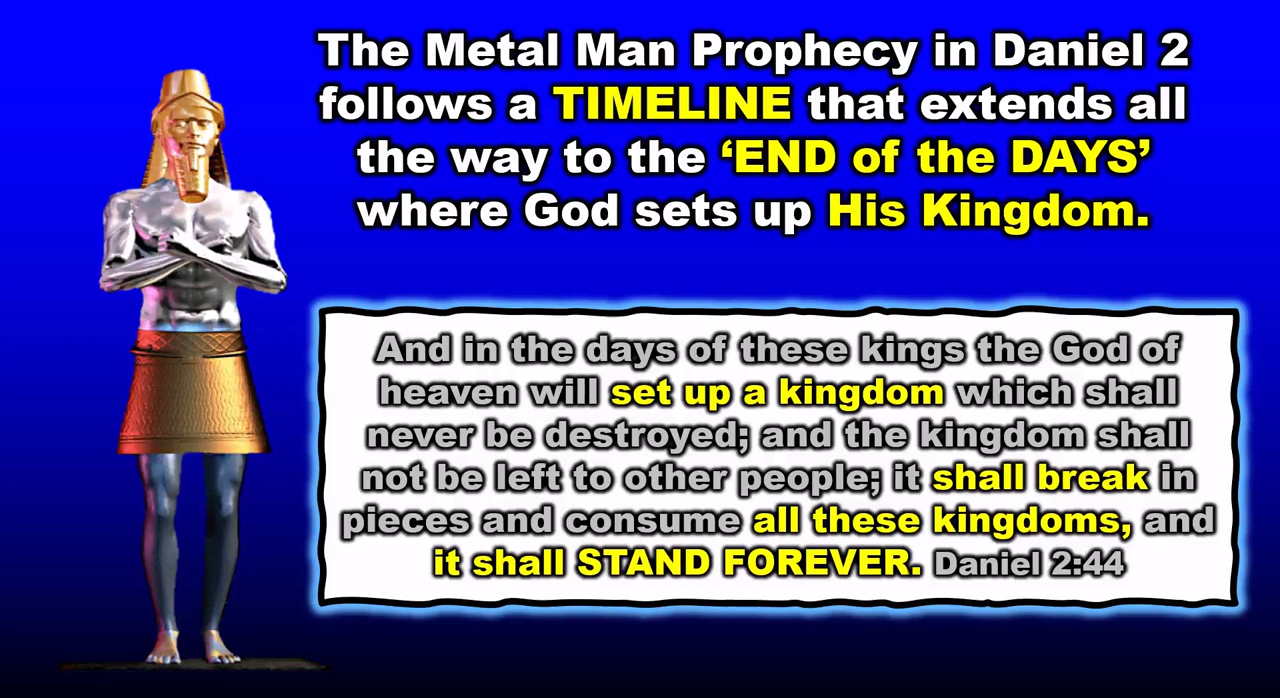 The Metal Man Prophecy in Daniel 2
follows a TIMELINE that extends all
the way to the ‘END of the DAYS’
where God sets up His Kingdom.
And in the days of these kings the God of
heaven will set up a kingdom which shall
never be destroyed; and the kingdom shall
not be left to other people; it shall break in
pieces and consume all these kingdoms, and
it shall STAND FOREVER. Daniel 2:44